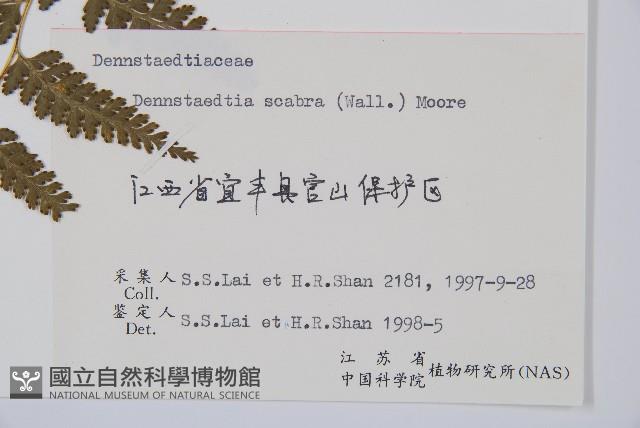 Dennstaedtiaceae
Dennstaedtia scabra (Wall.) Moore
江西省宜丰县官山保护区
采集人 S.S.Lai et H.R.Shan 2181, 1997-9-28
Coll.
鉴定人 S.S.Lai et H.R.Shan 1998-5
Det.
江苏省
中国科学院 植物研究所(NAS)
國立自然科學博物館
NATIONAL MUSEUM OF NATURAL SCIENCE